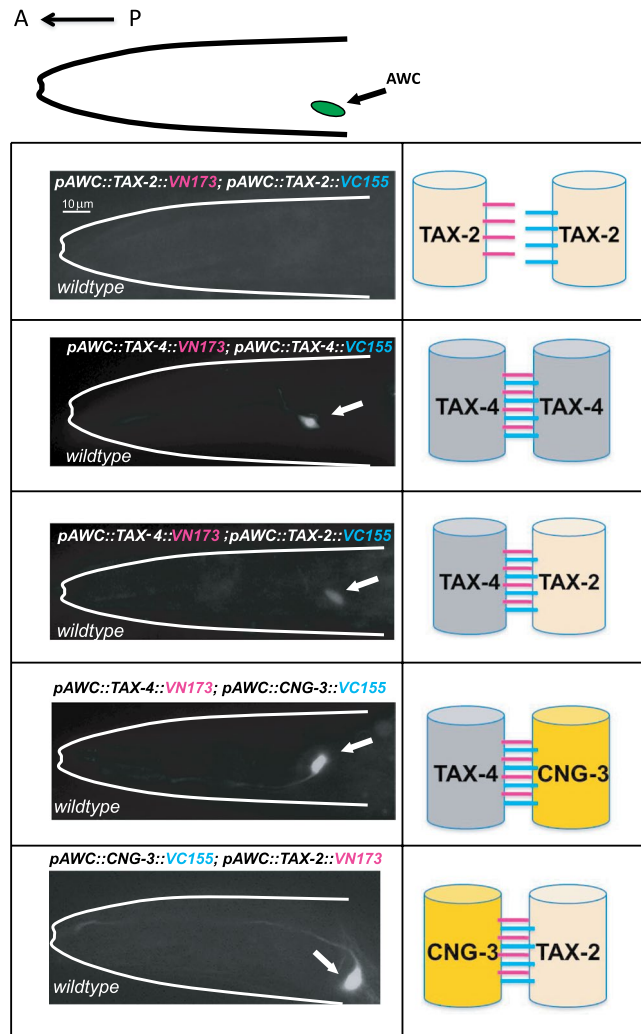 A P
AWC
pAWC::TAX-2::VN173; pAWC::TAX-2::VC155
10 μm
wildtype
TAX-2 TAX-2
pAWC::TAX-4::VN173; pAWC::TAX-4::VC155
wildtype
TAX-4 TAX-4
pAWC::TAX-4::VN173 ;pAWC::TAX-2::VC155
wildtype
TAX-4 TAX-2
pAWC::TAX-4::VN173; pAWC::CNG-3::VC155
wildtype
TAX-4 CNG-3
pAWC::CNG-3::VC155; pAWC::TAX-2::VN173
wildtype
CNG-3 TAX-2